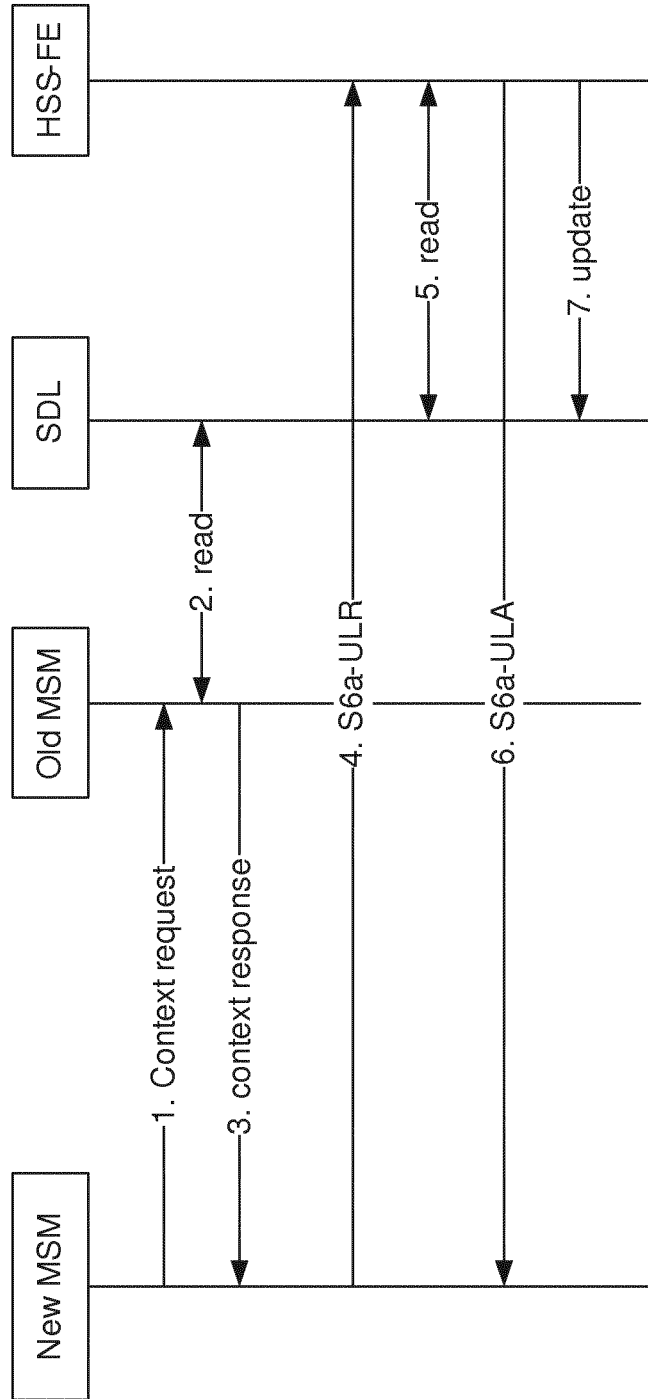 New MSM
Old MSM
SDL
HSS-FE
1. Context request
2. read
3. context response
4. S6a-ULR
5. read
6. S6a-ULA
7. update